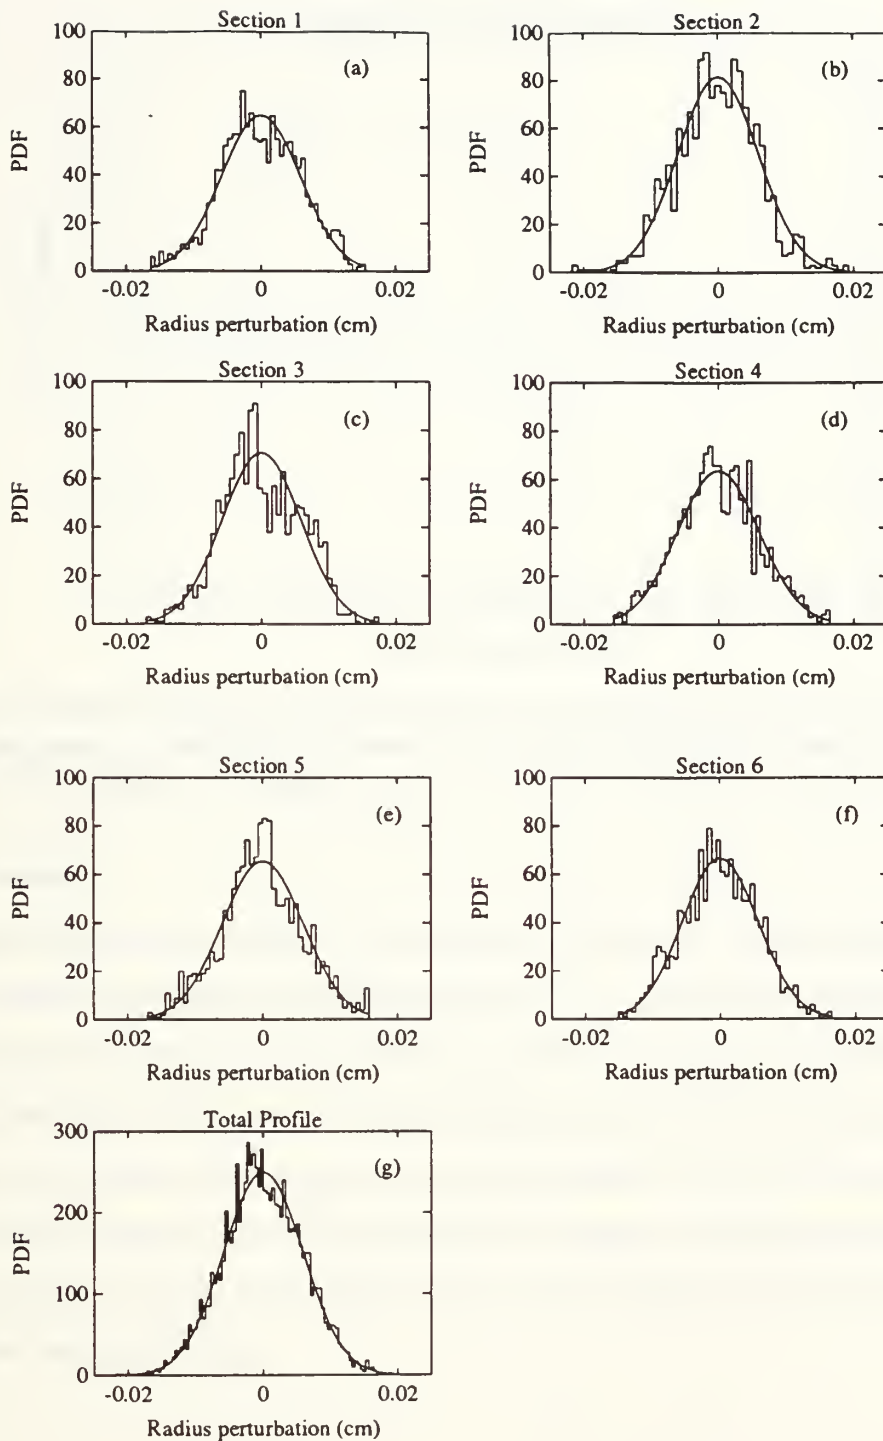 Section 1
100
80
60
40
20
0
PDF
(a)
-0.02
0
0.02
Radius perturbation (cm)
Section 2
100
80
60
40
20
0
PDF
(b)
-0.02
0
0.02
Radius perturbation (cm)
Section 3
100
80
60
40
20
0
PDF
(c)
-0.02
0
0.02
Radius perturbation (cm)
Section 4
100
80
60
40
20
0
PDF
(d)
-0.02
0
0.02
Radius perturbation (cm)
Section 5
100
80
60
40
20
0
PDF
(e)
-0.02
0
0.02
Radius perturbation (cm)
Section 6
100
80
60
40
20
0
PDF
(f)
-0.02
0
0.02
Radius perturbation (cm)
Total Profile
300
200
100
0
PDF
(g)
-0.02
0
0.02
Radius perturbation (cm)